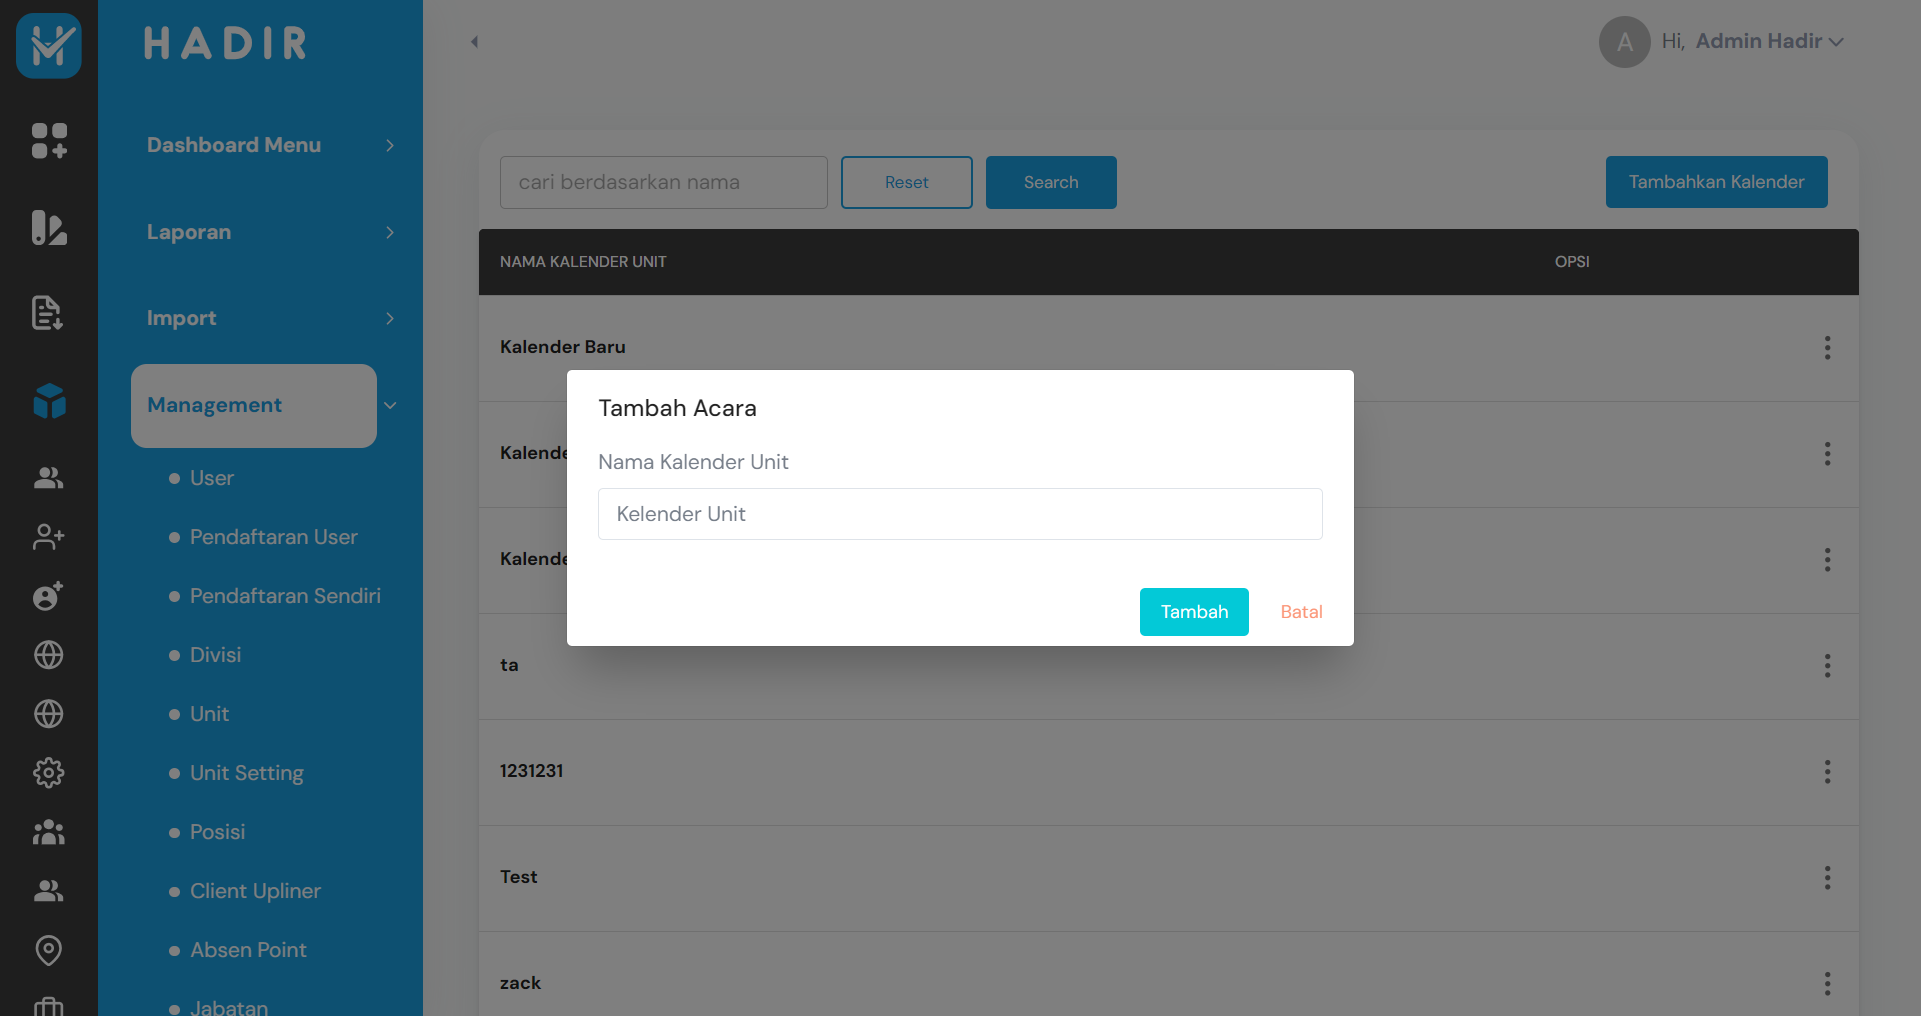 HADIR
Hi, Admin Hadir
A
Dashboard Menu
Laporan
Import
Management
User
Pendaftaran User
Pendaftaran Sendiri
Divisi
Unit
Unit Setting
Posisi
Client Upliner
Absen Point
Jabatan
cari berdasarkan nama
Reset
Search
Tambahkan Kalender
NAMA KALENDER UNIT
OPSI
Kalender Baru
Kalende
Kalende
ta
1231231
Test
zack
Tambah Acara
Nama Kalender Unit
Kelender Unit
Tambah
Batal